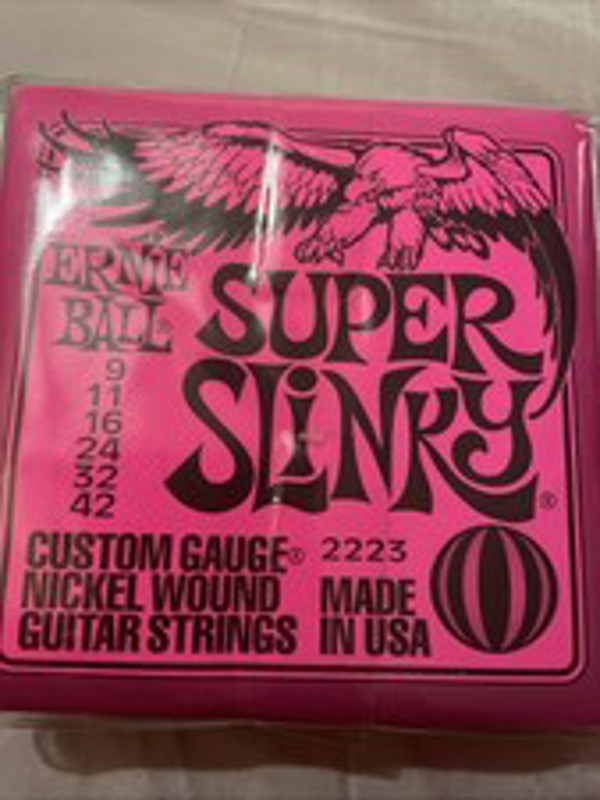 ERNIE
BALL®
SUPER
SLiNKY®
9
11
16
24
32
42
CUSTOM GAUGE®
NICKEL WOUND
GUITAR STRINGS
2223
MADE
IN USA